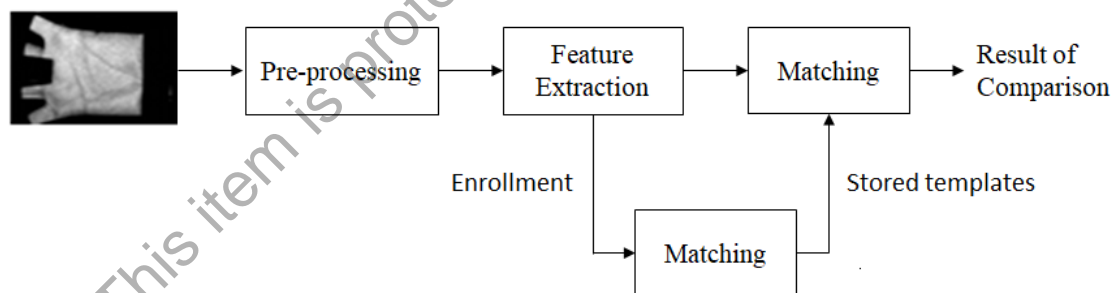 Pre-processing
Feature
Extraction
Matching
Result of
Comparison
Enrollment
Stored templates
Matching
This item is prote